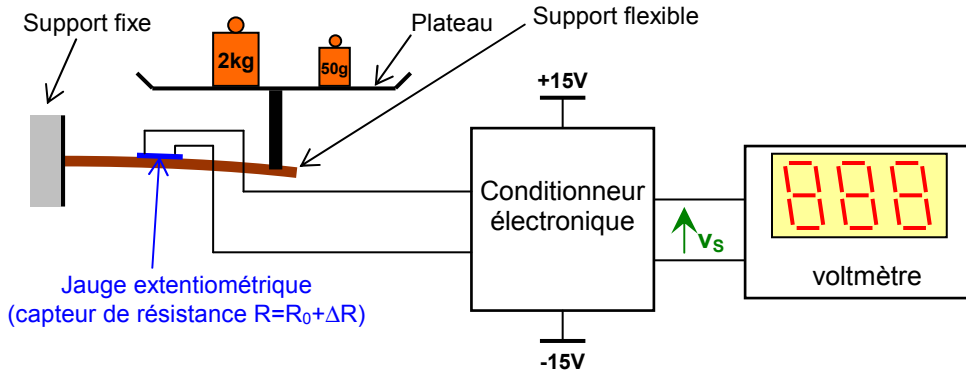 Support fixe
Plateau
Support flexible
2kg
50g
+15V
Conditionneur
électronique
vS
888
voltmètre
Jauge extentiométrique
(capteur de résistance R=R0+ΔR)
-15V